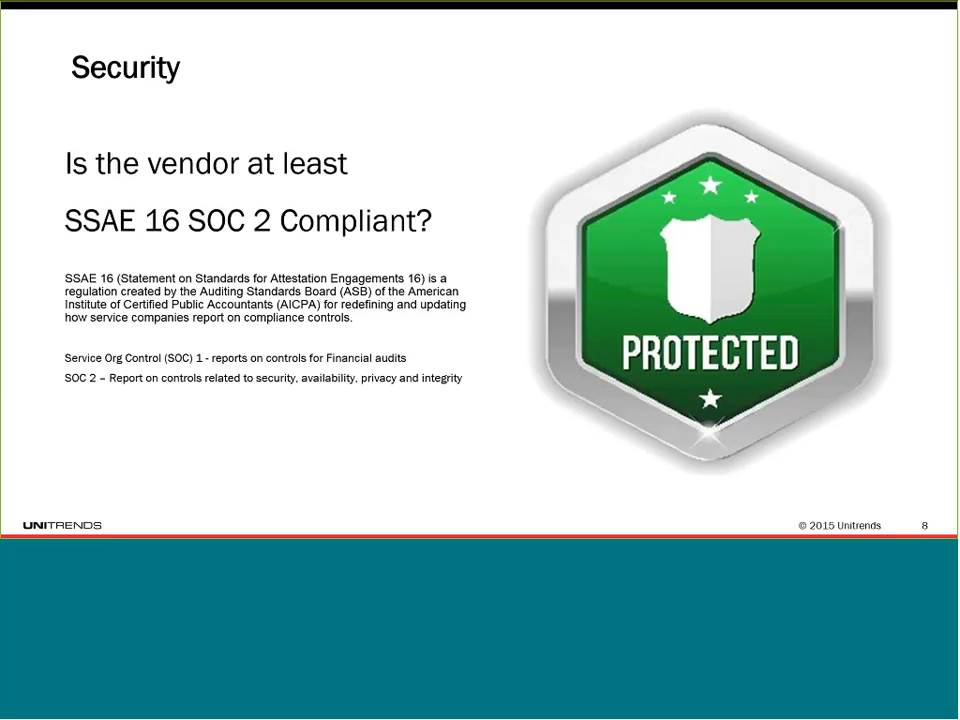 Security
Is the vendor at least
SSAE 16 SOC 2 Compliant?
SSAE 16 (Statement on Standards for Attestation Engagements 16) is a
regulation created by the Auditing Standards Board (ASB) of the American
Institute of Certified Public Accountants (AICPA) for redefining and updating
how service companies report on compliance controls.
Service Org Control (SOC) 1 - reports on controls for Financial audits
SOC 2 – Report on controls related to security, availability, privacy and integrity
PROTECTED
UNITRENDS
© 2015 Unitrends
8